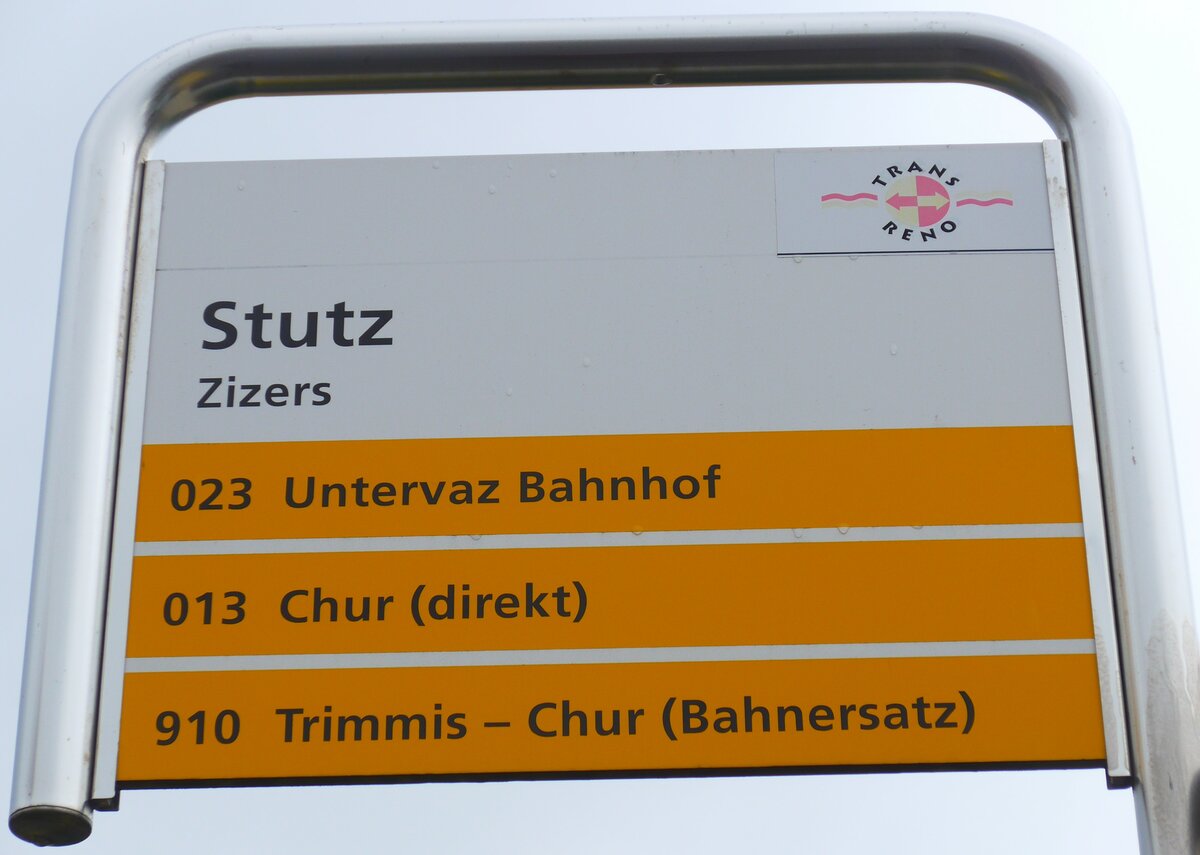 TRANS
RENO
Stutz
Zizers
023 Untervaz Bahnhof
013 Chur (direkt)
910 Trimmis – Chur (Bahnersatz)